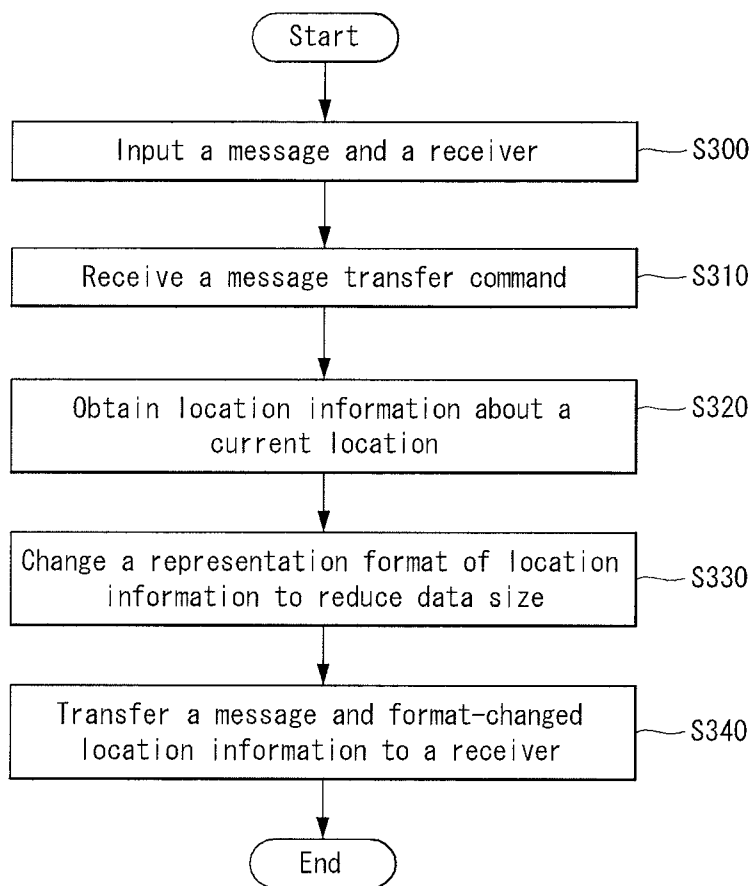 Start
Input a message and a receiver
S300
Receive a message transfer command
S310
Obtain location information about a
current location
S320
Change a representation format of location
information to reduce data size
S330
Transfer a message and format-changed
location information to a receiver
S340
End